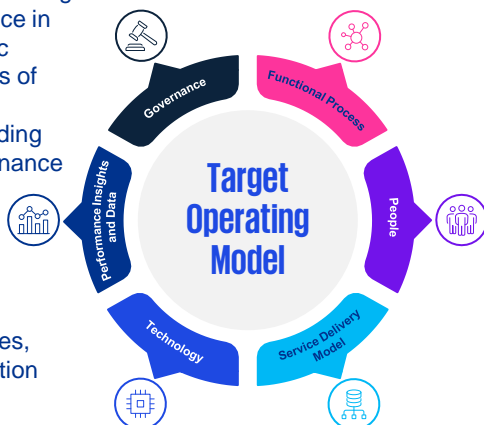 ce in
c
s of
ding
nance
es,
tion
Governance
Functional Process
People
Service Delivery
Model
Technology
Performance Insights
and Data
Target
Operating
Model